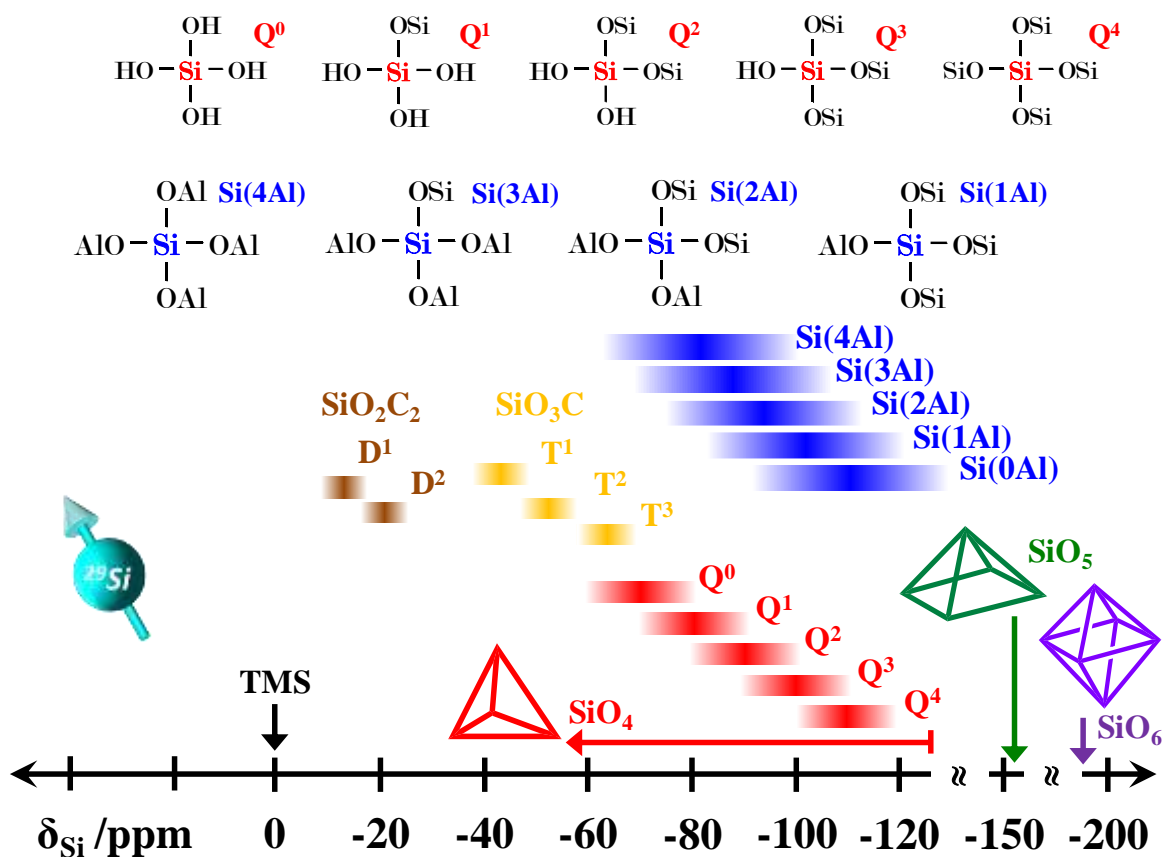 OH Q⁰ OSi Q¹ OSi Q² OSi Q³ OSi Q⁴
HO Si OH HO Si OH HO Si OSi HO Si OSi SiO Si OSi
OH OH OH OSi OSi
OAl Si(4Al) OSi Si(3Al) OSi Si(2Al) OSi Si(1Al)
AlO Si OAl AlO Si OAl AlO Si OSi AlO Si OSi
OAl OAl OAl OSi
Si(4Al)
Si(3Al)
SiO₂C₂ SiO₃C Si(2Al)
D¹ T¹ Si(1Al)
D² T² Si(0Al)
T³
SiO₅
²⁹Si Q⁰
Q¹
Q²
Q³
TMS Q⁴
SiO₄ SiO₆
≈ ≈
δSi /ppm 0 -20 -40 -60 -80 -100 -120 -150 -200